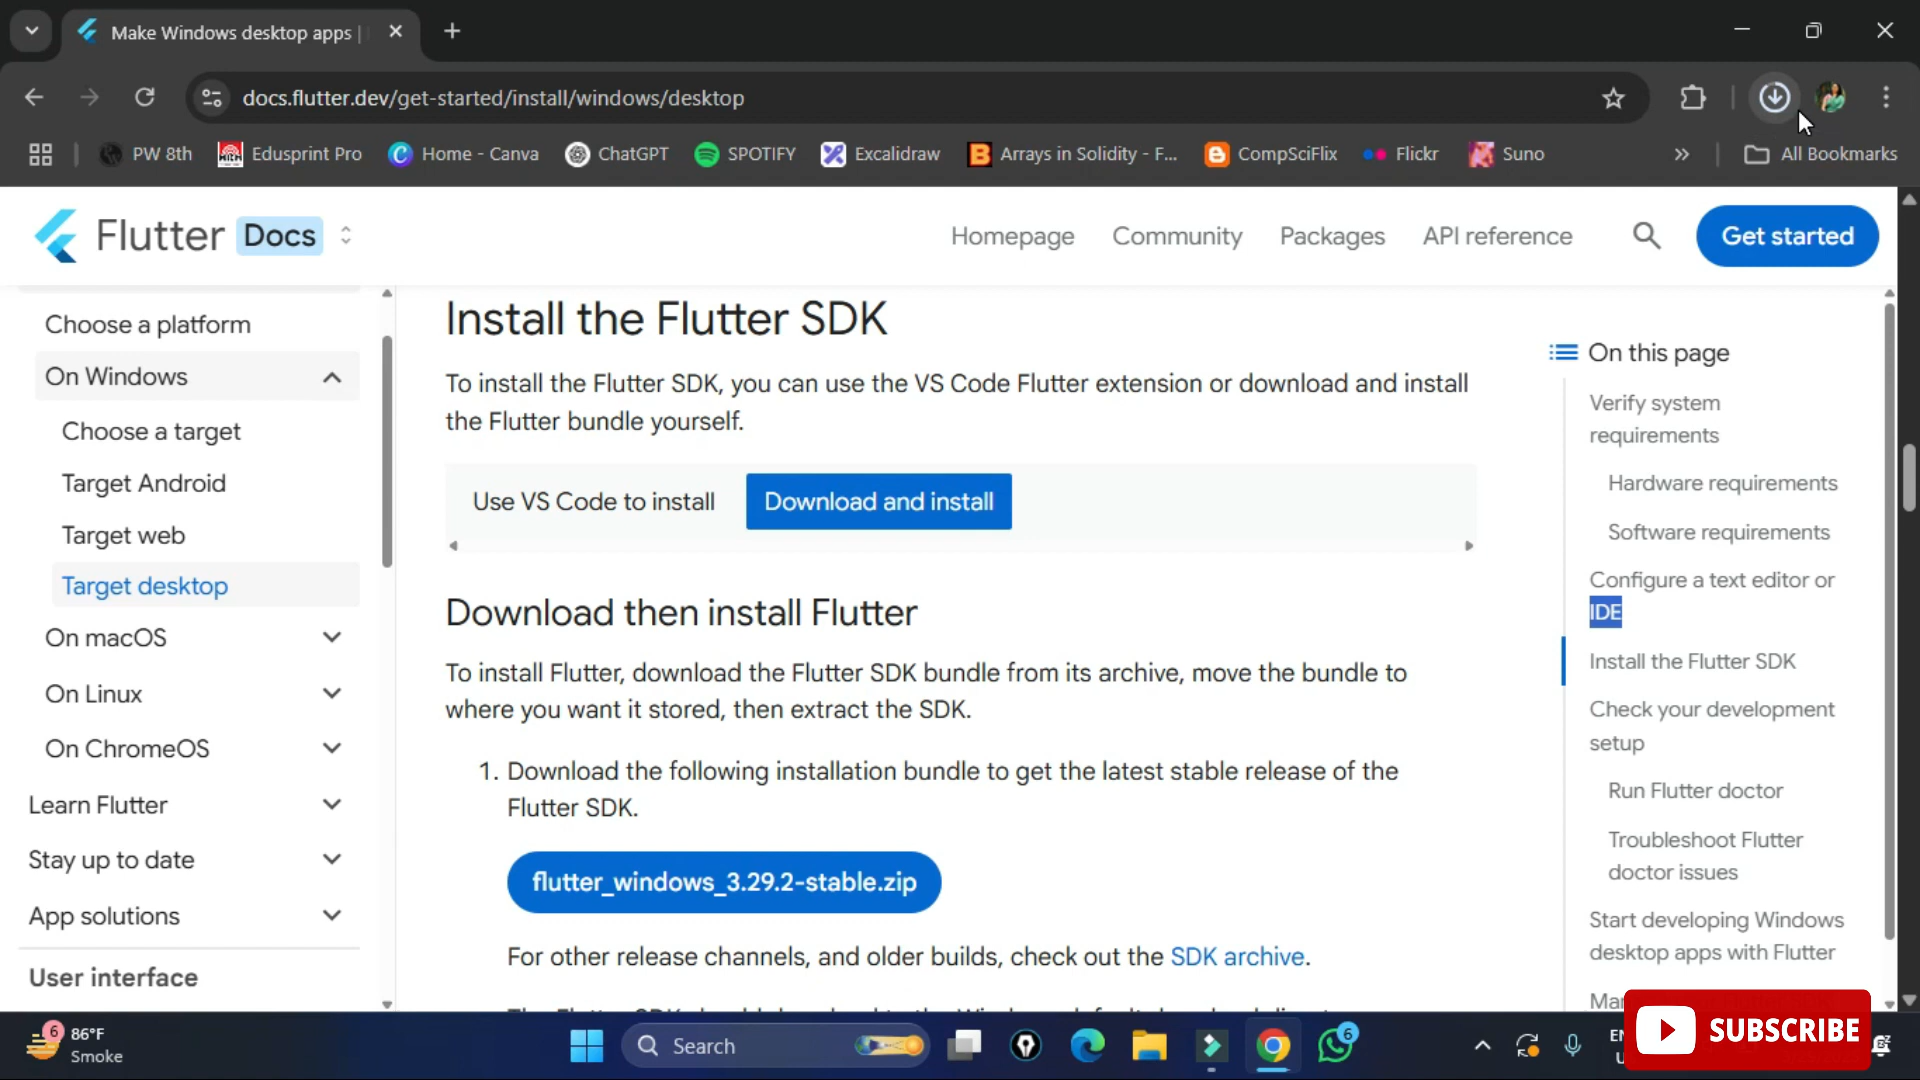 Make Windows desktop apps |
docs.flutter.dev/get-started/install/windows/desktop
PW 8th
Edusprint Pro
Home - Canva
ChatGPT
SPOTIFY
Excalidraw
Arrays in Solidity - F...
CompSciFlix
Flickr
Suno
All Bookmarks
Flutter Docs
Homepage
Community
Packages
API reference
Get started
Choose a platform
On Windows
Choose a target
Target Android
Target web
Target desktop
On macOS
On Linux
On ChromeOS
Learn Flutter
Stay up to date
App solutions
User interface
Install the Flutter SDK
To install the Flutter SDK, you can use the VS Code Flutter extension or download and install
the Flutter bundle yourself.
Use VS Code to install
Download and install
Download then install Flutter
To install Flutter, download the Flutter SDK bundle from its archive, move the bundle to
where you want it stored, then extract the SDK.
1. Download the following installation bundle to get the latest stable release of the
Flutter SDK.
flutter_windows_3.29.2-stable.zip
For other release channels, and older builds, check out the SDK archive.
On this page
Verify system
requirements
Hardware requirements
Software requirements
Configure a text editor or
IDE
Install the Flutter SDK
Check your development
setup
Run Flutter doctor
Troubleshoot Flutter
doctor issues
Start developing Windows
desktop apps with Flutter
SUBSCRIBE
6
86°F
Smoke
Search
6